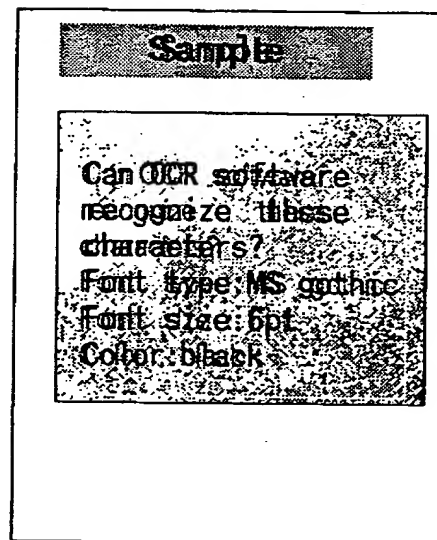 Sample
Can OCR software
recognize these
characters?
Font type:MS gothic
Font size:6pt
Color:black